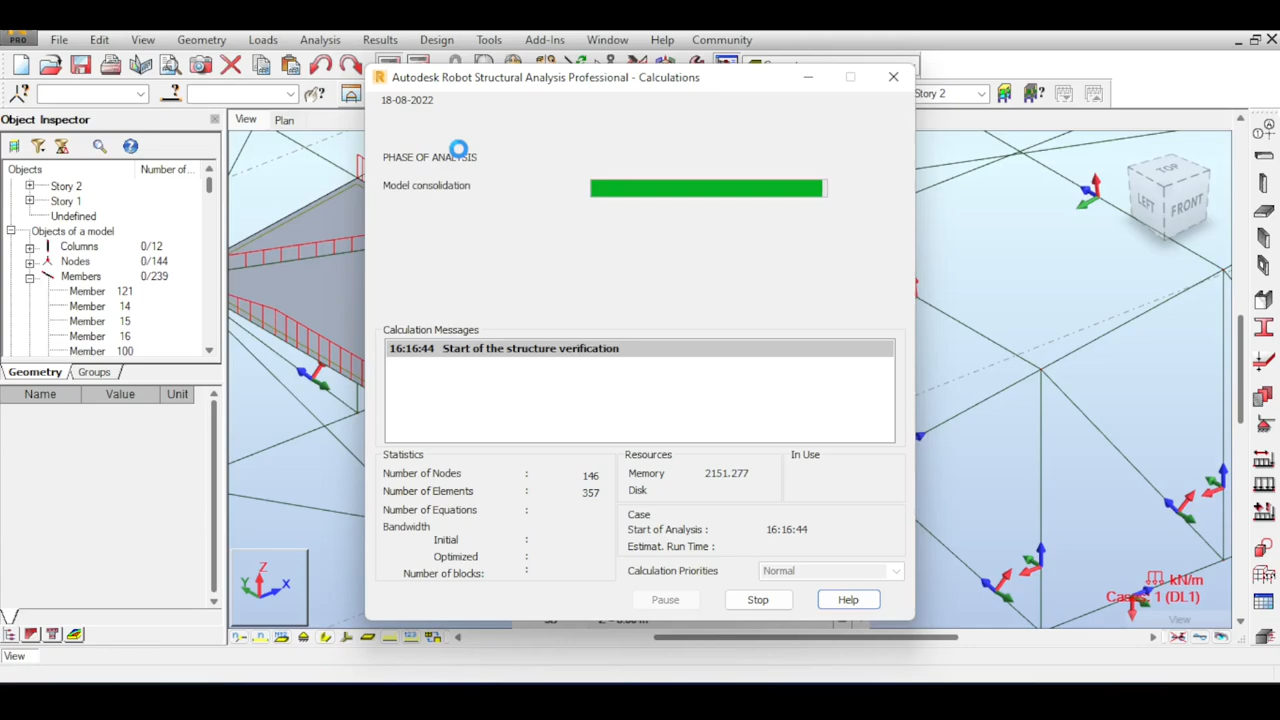 PRO File Edit View Geometry Loads Analysis Results Design Tools Add-Ins Window Help Community
Autodesk Robot Structural Analysis Professional - Calculations
Story 2
18-08-2022
Object Inspector
View Plan
PHASE OF ANALYSIS
Model consolidation
Objects Number of...
Story 2
Story 1
Undefined
Objects of a model
Columns 0/12
Nodes 0/144
Members 0/239
Member 121
Member 14
Member 15
Member 16
Member 100
Geometry Groups
Name Value Unit
TOP
LEFT FRONT
Calculation Messages
16:16:44 Start of the structure verification
Statistics
Number of Nodes : 146
Number of Elements : 357
Number of Equations :
Bandwidth
Initial :
Optimized :
Number of blocks: :
Resources
Memory 2151.277
Disk
In Use
Case
Start of Analysis : 16:16:44
Estimat. Run Time :
Calculation Priorities Normal
Pause Stop Help
Z
Y X
kN/m
Cases: 1 (DL1)
View
View